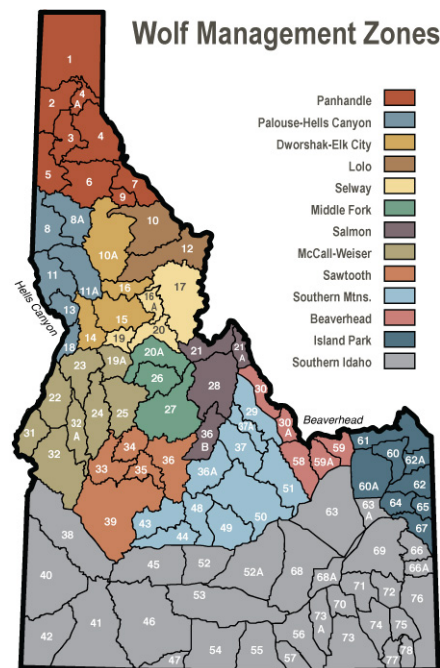 Wolf Management Zones
Panhandle
Palouse-Hells Canyon
Dworshak-Elk City
Lolo
Selway
Middle Fork
Salmon
McCall-Weiser
Sawtooth
Southern Mtns.
Beaverhead
Island Park
Southern Idaho
1
2
4
A
3
4
5
6
7
9
8
8A
10
10A
12
11
11A
16
16
A
17
13
15
14
18
19
20
23
19A
20A
21
21
A
26
28
22
24
25
27
30
29
32
A
31
32
37A
30
A
36
B
37
34
33
35
36
36A
58
59A
59
61
60
62A
60A
62
64
65
67
39
43
48
44
49
50
51
63
63
A
38
40
45
52
52A
68
68A
69
66
66A
53
71
72
76
70
73
A
42
41
46
47
54
55
56
57
73
74
75
77
78
Hells Canyon
Beaverhead